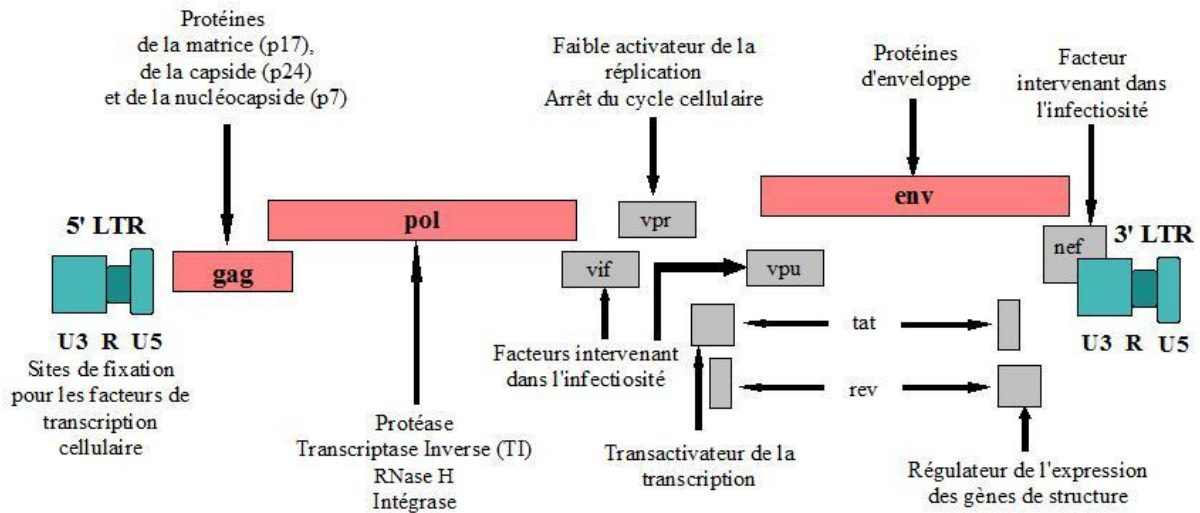 Protéines
de la matrice (p17),
de la capside (p24)
et de la nucléocapside (p7)
Faible activateur de la
réplication
Arrêt du cycle cellulaire
Protéines
d'enveloppe
Facteur
intervenant dans
l'infectiosité
env
pol
vpr
5' LTR
gag
vif
vpu
nef
3' LTR
U3 R U5
U3 R U5
tat
rev
Sites de fixation
pour les facteurs de
transcription
cellulaire
Facteurs intervenant
dans l'infectiosité
Protéase
Transcriptase Inverse (TI)
RNase H
Intégrase
Transactivateur de la
transcription
Régulateur de l'expression
des gènes de structure